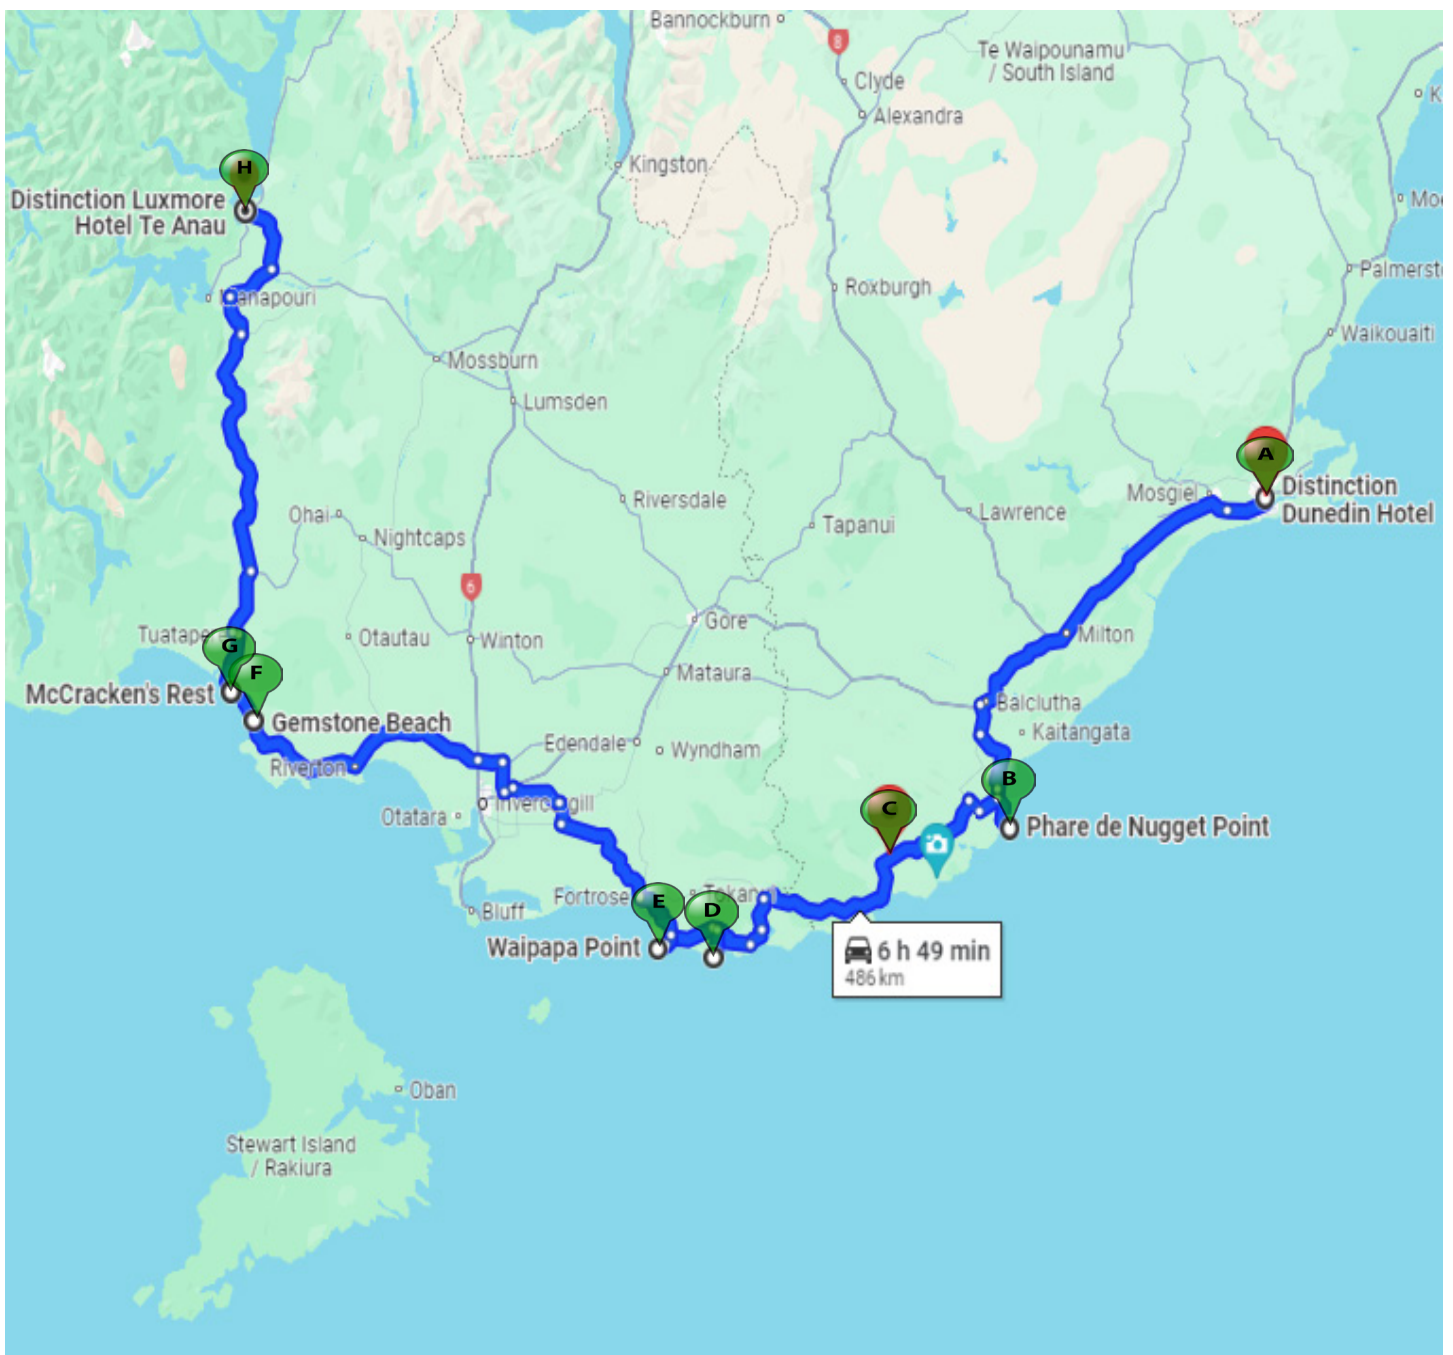 Bannockburn
8
Te Waipounamu
/ South Island
Clyde
Alexandra
Kingston
H
Distinction Luxmore
Hotel Te Anau
Roxburgh
Manapouri
Waikouaiti
Mossburn
Lumsden
A
Riversdale
Mosgiel
Distinction
Dunedin Hotel
Ohai
Tapanui
Lawrence
Nightcaps
6
Gore
Tuatape
Otautau
Winton
Milton
G
F
Mataura
McCracken's Rest
Balclutha
Gemstone Beach
Kaitangata
Edendale
Wyndham
Riverton
B
Invercargill
C
Otatara
Phare de Nugget Point
Fortrose
E
D
Bluff
Waipapa Point
6 h 49 min
486 km
Oban
Stewart Island
/ Rakiura